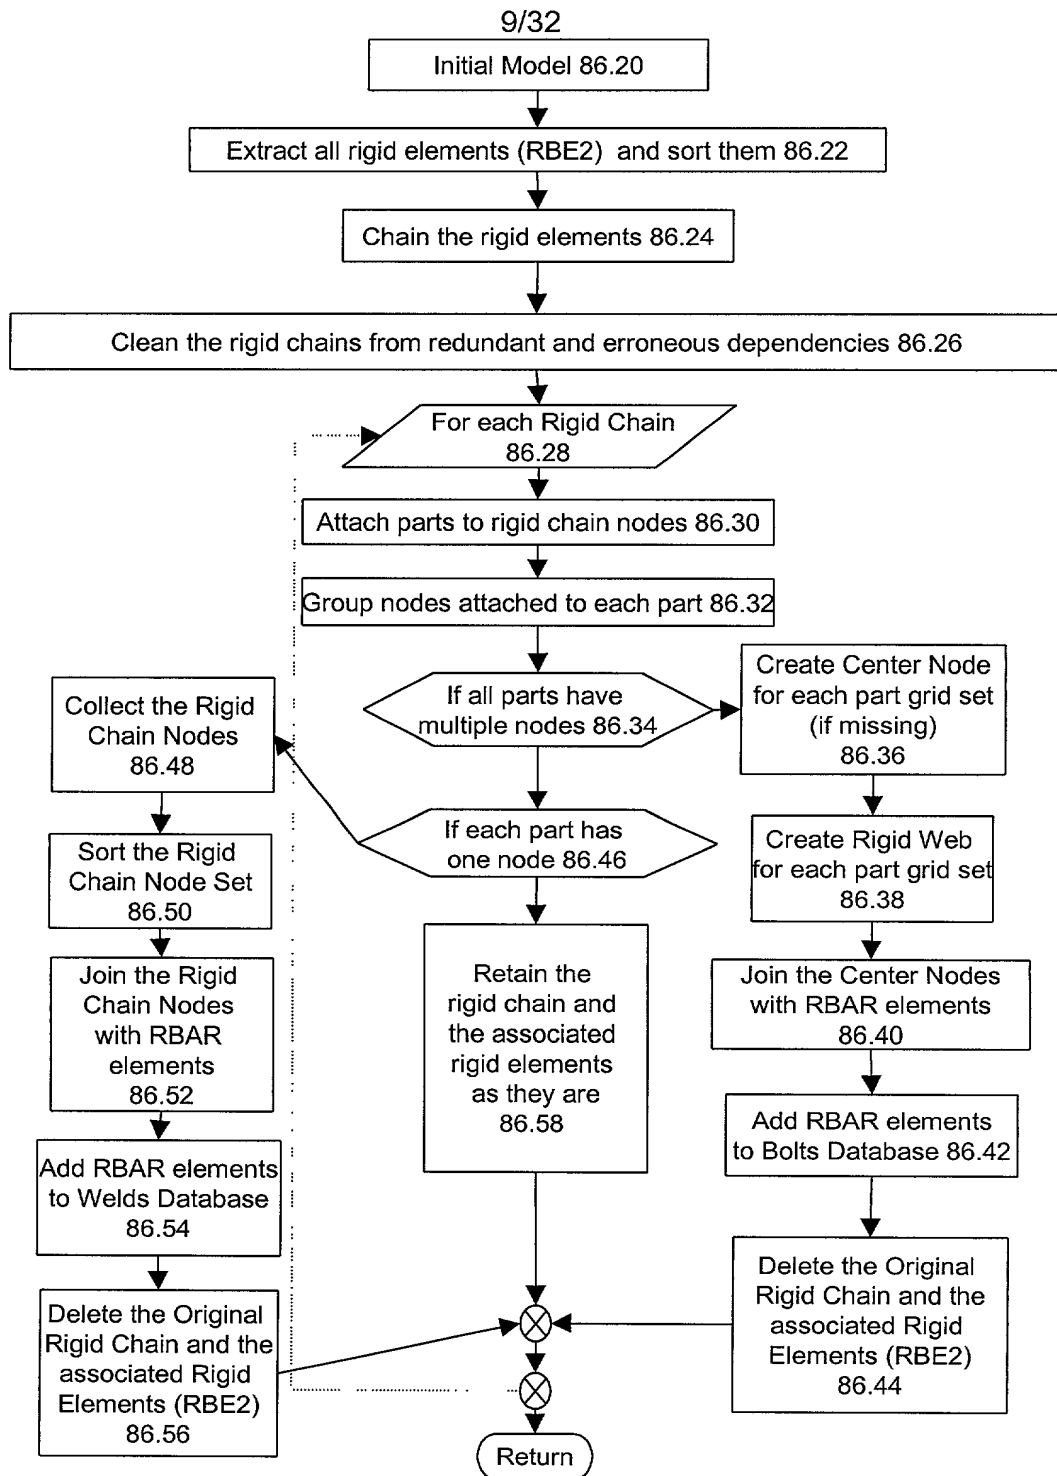 9/32
Initial Model 86.20
Extract all rigid elements (RBE2) and sort them 86.22
Chain the rigid elements 86.24
Clean the rigid chains from redundant and erroneous dependencies 86.26
For each Rigid Chain
86.28
Attach parts to rigid chain nodes 86.30
Group nodes attached to each part 86.32
If all parts have
multiple nodes 86.34
Create Center Node
for each part grid set
(if missing)
86.36
Collect the Rigid
Chain Nodes
86.48
If each part has
one node 86.46
Create Rigid Web
for each part grid set
86.38
Sort the Rigid
Chain Node Set
86.50
Retain the
rigid chain and
the associated
rigid elements
as they are
86.58
Join the Center Nodes
with RBAR elements
86.40
Join the Rigid
Chain Nodes
with RBAR
elements
86.52
Add RBAR elements
to Bolts Database 86.42
Add RBAR elements
to Welds Database
86.54
Delete the Original
Rigid Chain and the
associated Rigid
Elements (RBE2)
86.44
Delete the Original
Rigid Chain and the
associated Rigid
Elements (RBE2)
86.56
Return